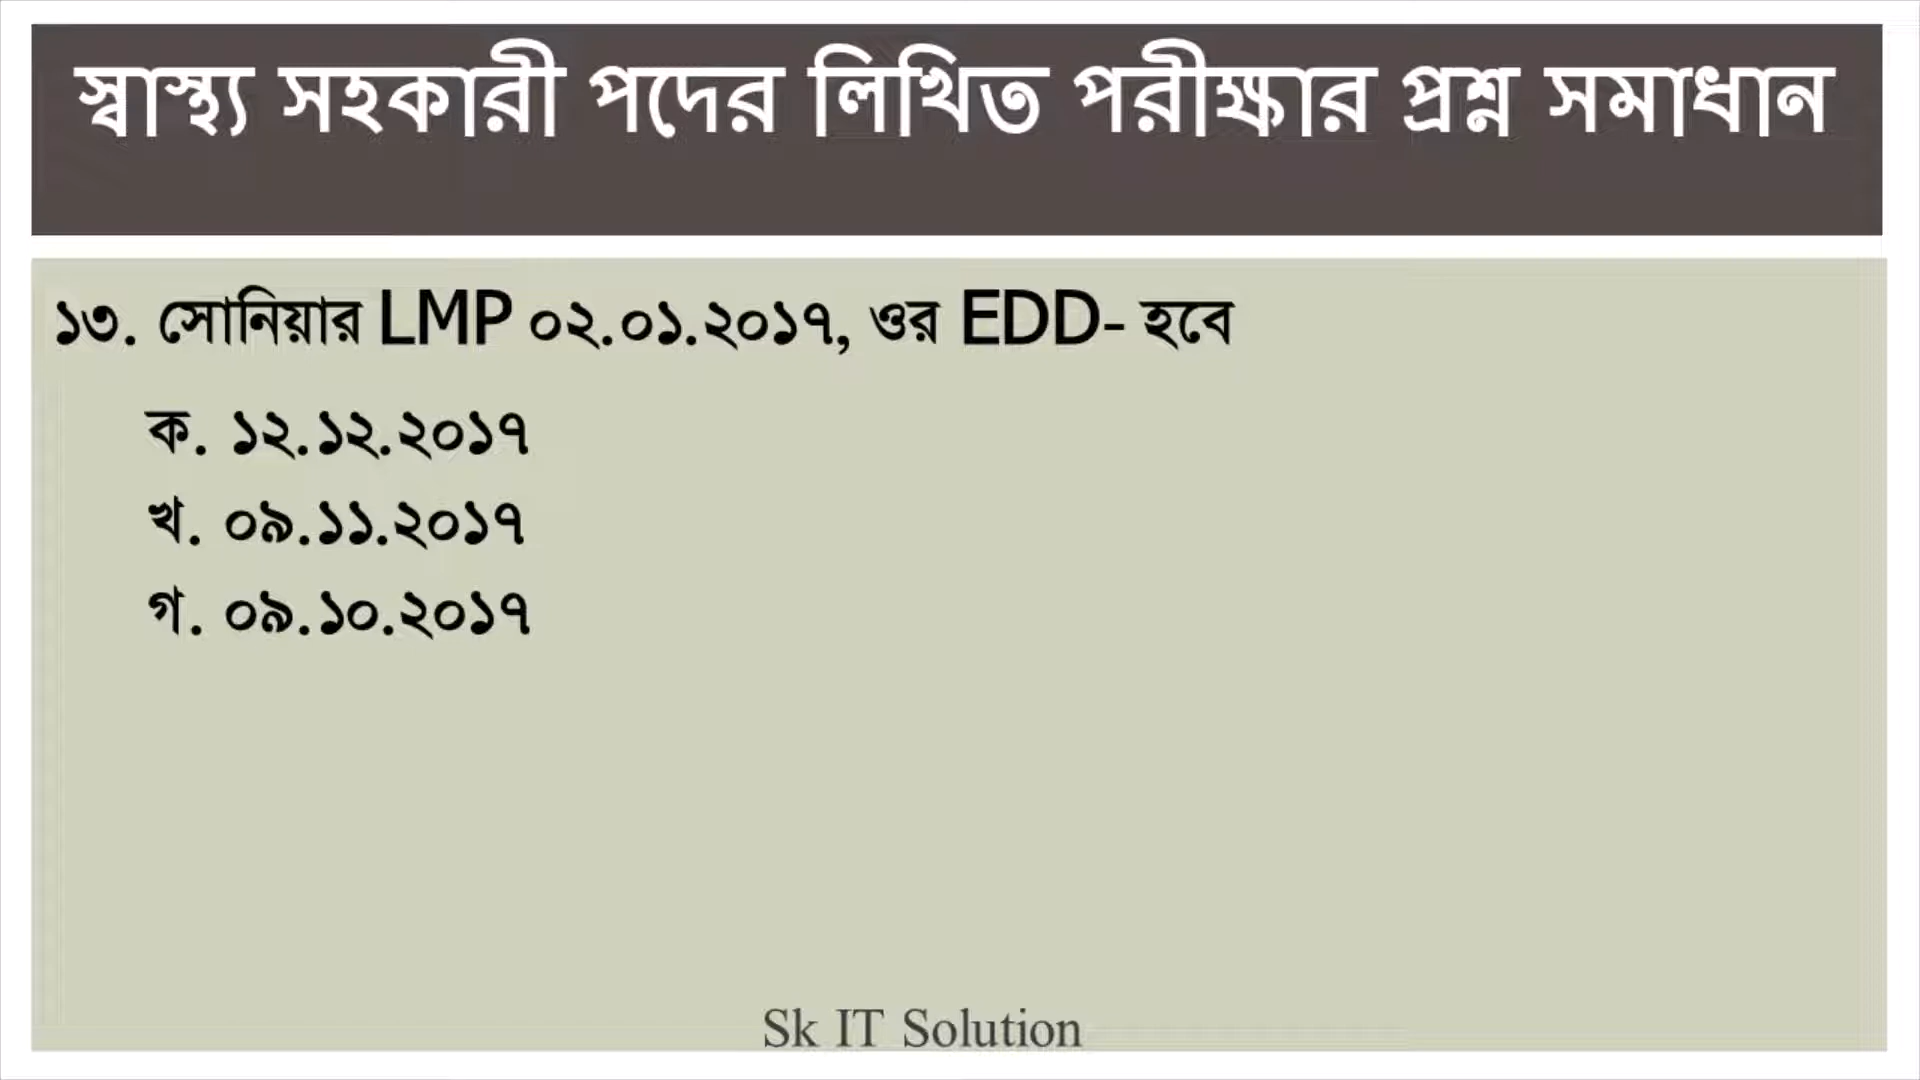 স্বাস্থ্য সহকারী পদের লিখিত পরীক্ষার প্রশ্ন সমাধান
১৩. সোনিয়ার LMP ০২.০১.২০১৭, ওর EDD- হবে
ক. ১২.১২.২০১৭
খ. ০৯.১১.২০১৭
গ. ০৯.১০.২০১৭
Sk IT Solution